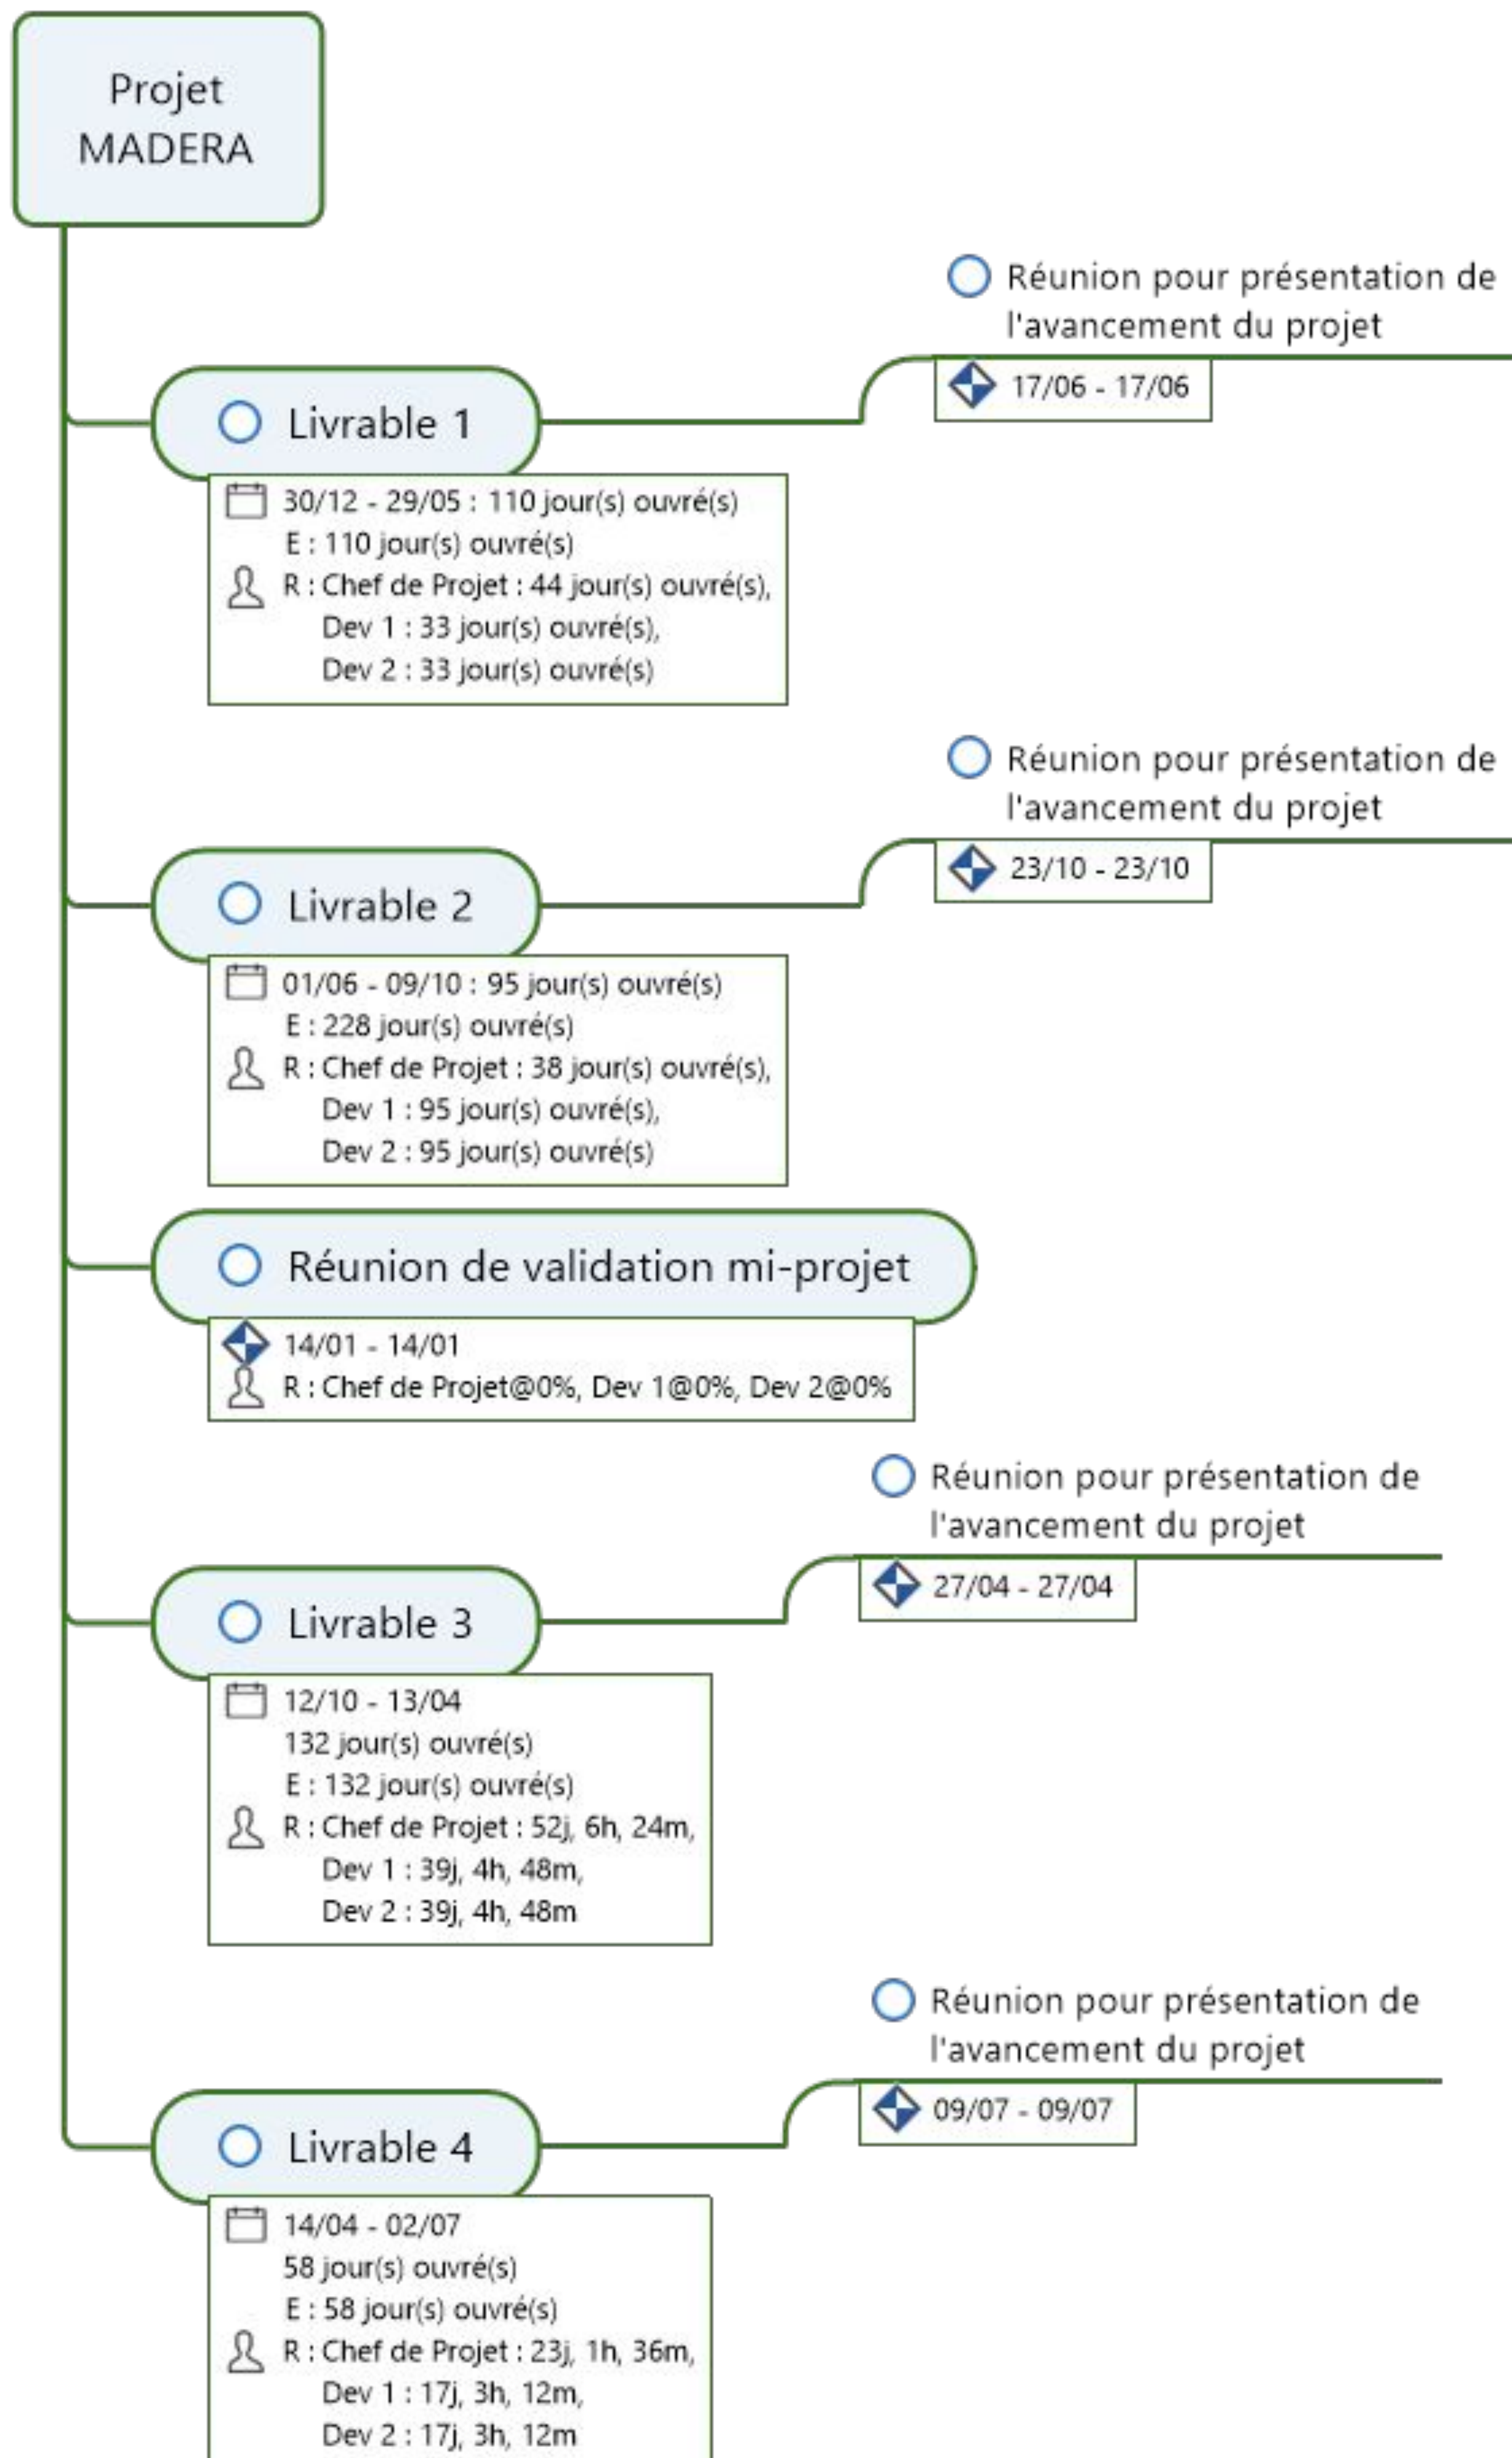 Projet
MADERA
Réunion pour présentation de
l'avancement du projet
17/06 - 17/06
Livrable 1
30/12 - 29/05 : 110 jour(s) ouvré(s)
E : 110 jour(s) ouvré(s)
R : Chef de Projet : 44 jour(s) ouvré(s),
Dev 1 : 33 jour(s) ouvré(s),
Dev 2 : 33 jour(s) ouvré(s)
Réunion pour présentation de
l'avancement du projet
23/10 - 23/10
Livrable 2
01/06 - 09/10 : 95 jour(s) ouvré(s)
E : 228 jour(s) ouvré(s)
R : Chef de Projet : 38 jour(s) ouvré(s),
Dev 1 : 95 jour(s) ouvré(s),
Dev 2 : 95 jour(s) ouvré(s)
Réunion de validation mi-projet
14/01 - 14/01
R : Chef de Projet@0%, Dev 1@0%, Dev 2@0%
Réunion pour présentation de
l'avancement du projet
27/04 - 27/04
Livrable 3
12/10 - 13/04
132 jour(s) ouvré(s)
E : 132 jour(s) ouvré(s)
R : Chef de Projet : 52j, 6h, 24m,
Dev 1 : 39j, 4h, 48m,
Dev 2 : 39j, 4h, 48m
Réunion pour présentation de
l'avancement du projet
09/07 - 09/07
Livrable 4
14/04 - 02/07
58 jour(s) ouvré(s)
E : 58 jour(s) ouvré(s)
R : Chef de Projet : 23j, 1h, 36m,
Dev 1 : 17j, 3h, 12m,
Dev 2 : 17j, 3h, 12m